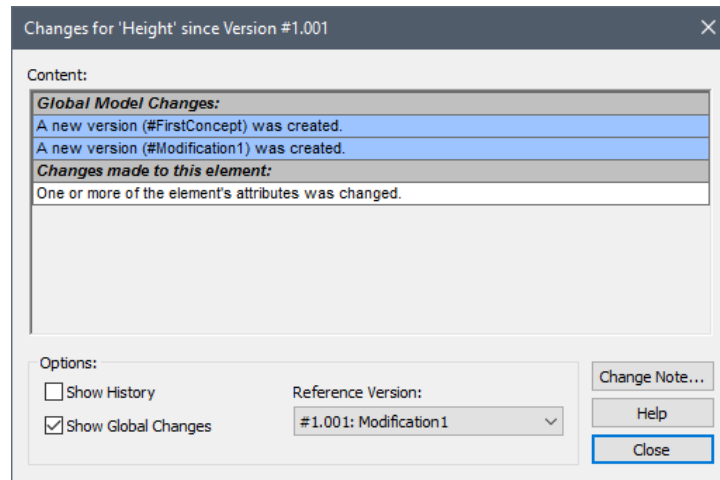 Changes for 'Height' since Version #1.001
Content:
Global Model Changes:
A new version (#FirstConcept) was created.
A new version (#Modification1) was created.
Changes made to this element:
One or more of the element's attributes was changed.
Options:
Show History
Show Global Changes
Reference Version:
#1.001: Modification1
Change Note...
Help
Close